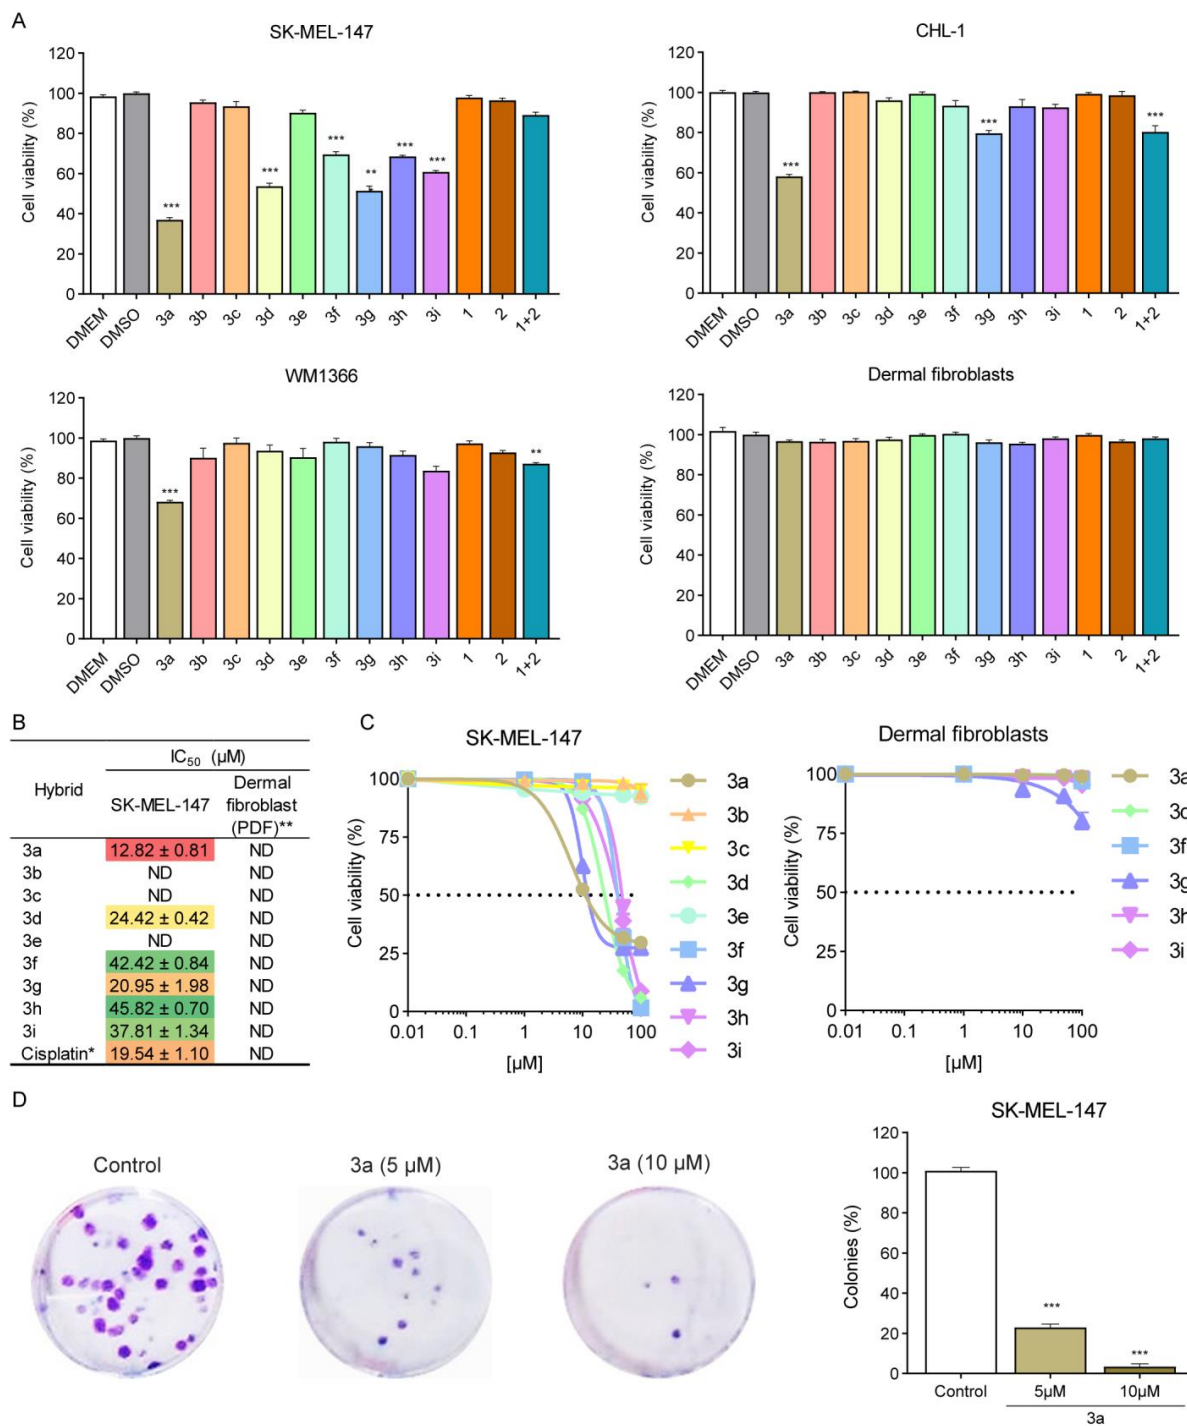 A
SK-MEL-147
Cell viability (%)
120
100
80
60
40
20
0
***
***
***
**
***
***
DMEM
DMSO
3a
3b
3c
3d
3e
3f
3g
3h
3i
1
2
1+2
CHL-1
Cell viability (%)
120
100
80
60
40
20
0
***
***
***
DMEM
DMSO
3a
3b
3c
3d
3e
3f
3g
3h
3i
1
2
1+2
WM1366
Cell viability (%)
120
100
80
60
40
20
0
***
**
DMEM
DMSO
3a
3b
3c
3d
3e
3f
3g
3h
3i
1
2
1+2
Dermal fibroblasts
Cell viability (%)
120
100
80
60
40
20
0
DMEM
DMSO
3a
3b
3c
3d
3e
3f
3g
3h
3i
1
2
1+2
B
IC50 (µM)
Hybrid
SK-MEL-147
Dermal
fibroblast
(PDF)**
3a 12.82 ± 0.81 ND
3b ND ND
3c ND ND
3d 24.42 ± 0.42 ND
3e ND ND
3f 42.42 ± 0.84 ND
3g 20.95 ± 1.98 ND
3h 45.82 ± 0.70 ND
3i 37.81 ± 1.34 ND
Cisplatin* 19.54 ± 1.10 ND
C
SK-MEL-147
Cell viability (%)
100
75
50
25
0
0.01 0.1 1 10 100
[µM]
3a
3b
3c
3d
3e
3f
3g
3h
3i
Dermal fibroblasts
Cell viability (%)
100
75
50
25
0
0.01 0.1 1 10 100
[µM]
3a
3f
3g
3h
3i
D
Control
3a (5 µM)
3a (10 µM)
SK-MEL-147
Colonies (%)
120
100
80
60
40
20
0
***
***
Control 5µM 10µM
3a